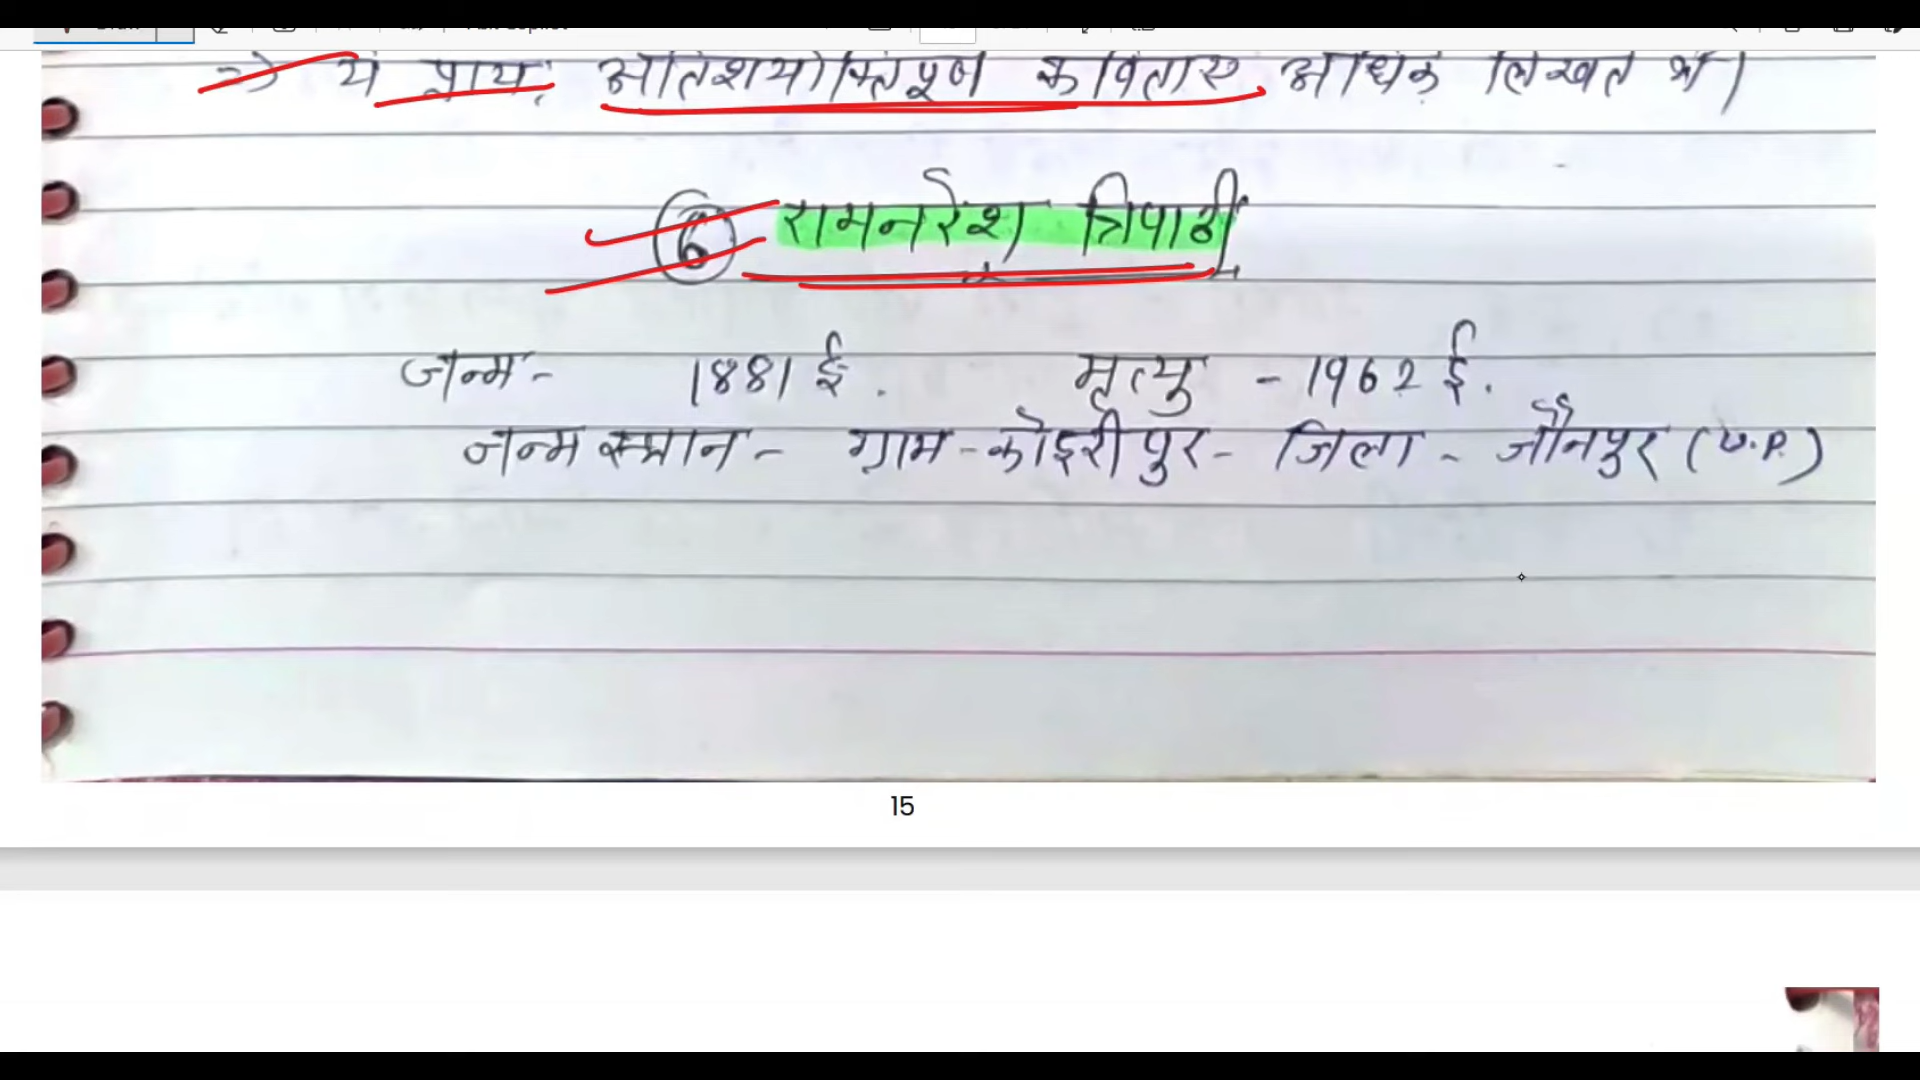 → ये प्रायः अतिशयोक्तिपूर्ण कविताएँ अधिक लिखते थे।
⑥ रामनरेश त्रिपाठी
जन्म - 1881 ई. मृत्यु - 1962 ई.
जन्म स्थान - ग्राम - कोइरीपुर - जिला - जौनपुर (U.P.)
15